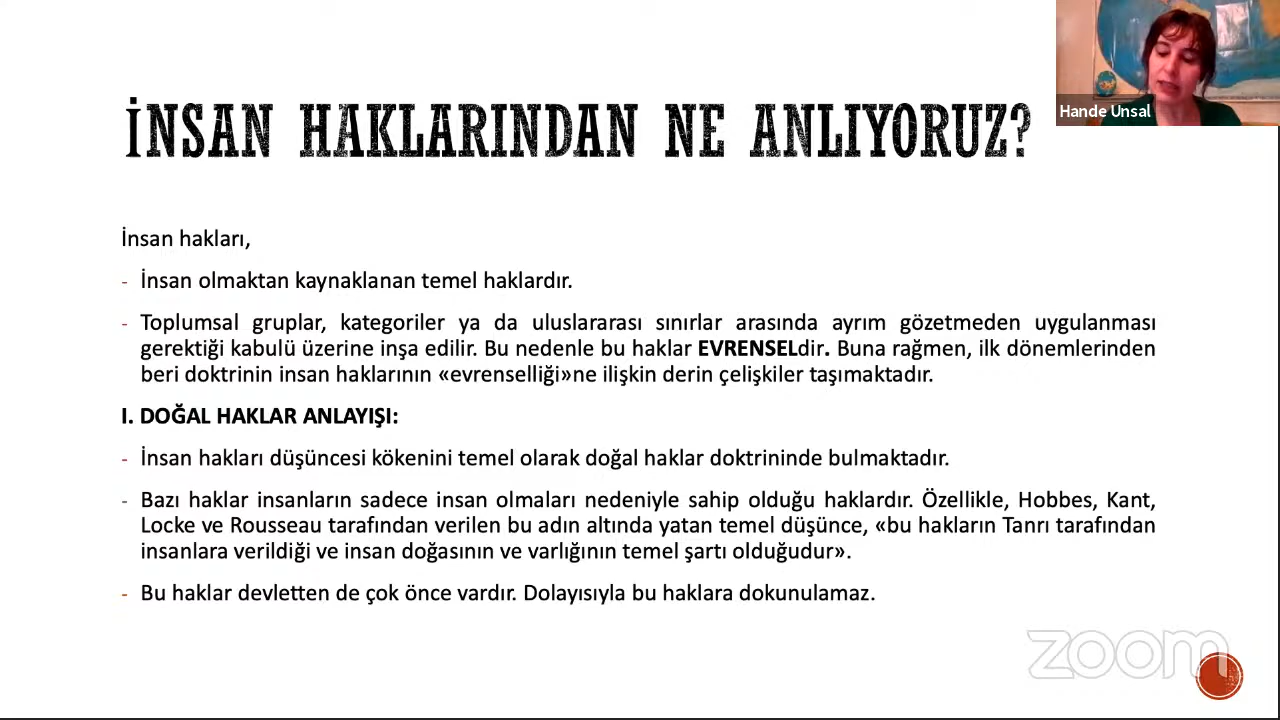 İNSAN HAKLARINDAN NE ANLIYORUZ?
Hande Unsal
İnsan hakları,
- İnsan olmaktan kaynaklanan temel haklardır.
- Toplumsal gruplar, kategoriler ya da uluslararası sınırlar arasında ayrım gözetmeden uygulanması
gerektiği kabulü üzerine inşa edilir. Bu nedenle bu haklar EVRENSELdir. Buna rağmen, ilk dönemlerinden
beri doktrinin insan haklarının «evrenselliği»ne ilişkin derin çelişkiler taşımaktadır.
I. DOĞAL HAKLAR ANLAYIŞI:
- İnsan hakları düşüncesi kökenini temel olarak doğal haklar doktrininde bulmaktadır.
- Bazı haklar insanların sadece insan olmaları nedeniyle sahip olduğu haklardır. Özellikle, Hobbes, Kant,
Locke ve Rousseau tarafından verilen bu adın altında yatan temel düşünce, «bu hakların Tanrı tarafından
insanlara verildiği ve insan doğasının ve varlığının temel şartı olduğudur».
- Bu haklar devletten de çok önce vardır. Dolayısıyla bu haklara dokunulamaz.
zoom